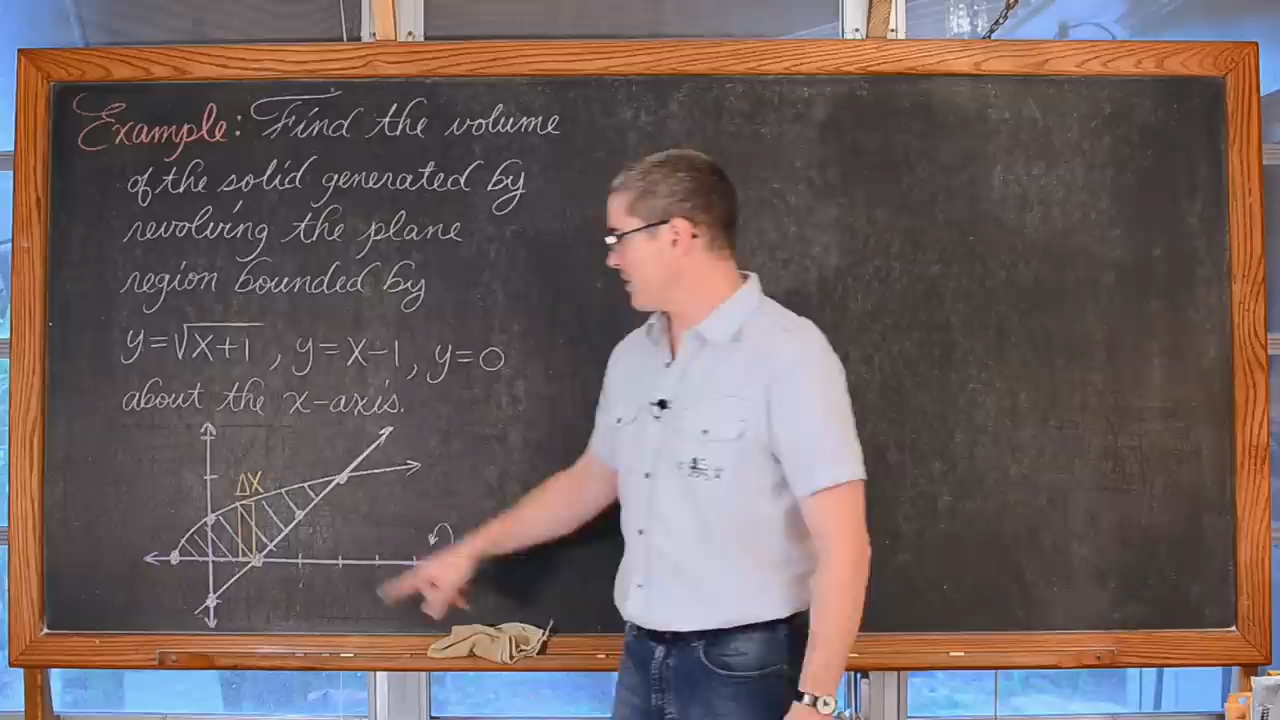 Example: Find the volume
of the solid generated by
revolving the plane
region bounded by
y=√x+1, y=x-1, y=0
about the x-axis.
Δx